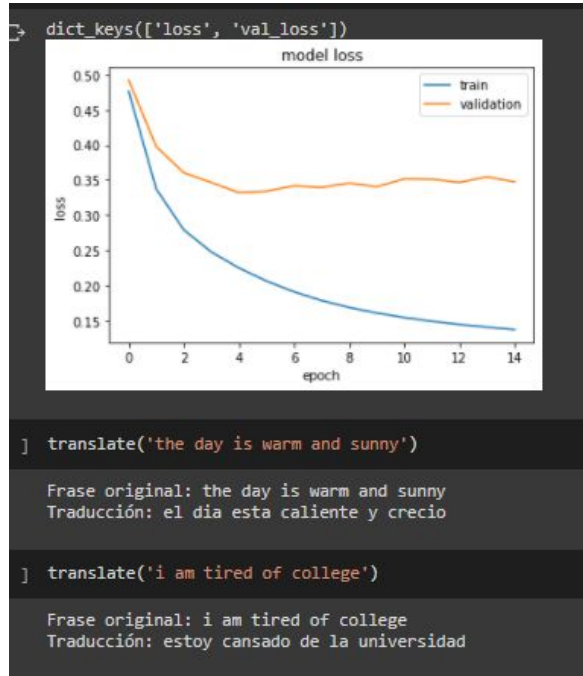 dict_keys(['loss', 'val_loss'])
model loss
train
validation
0.50
0.45
0.40
0.35
0.30
0.25
0.20
0.15
loss
0 2 4 6 8 10 12 14
epoch
] translate('the day is warm and sunny')
Frase original: the day is warm and sunny
Traducción: el dia esta caliente y crecio
] translate('i am tired of college')
Frase original: i am tired of college
Traducción: estoy cansado de la universidad